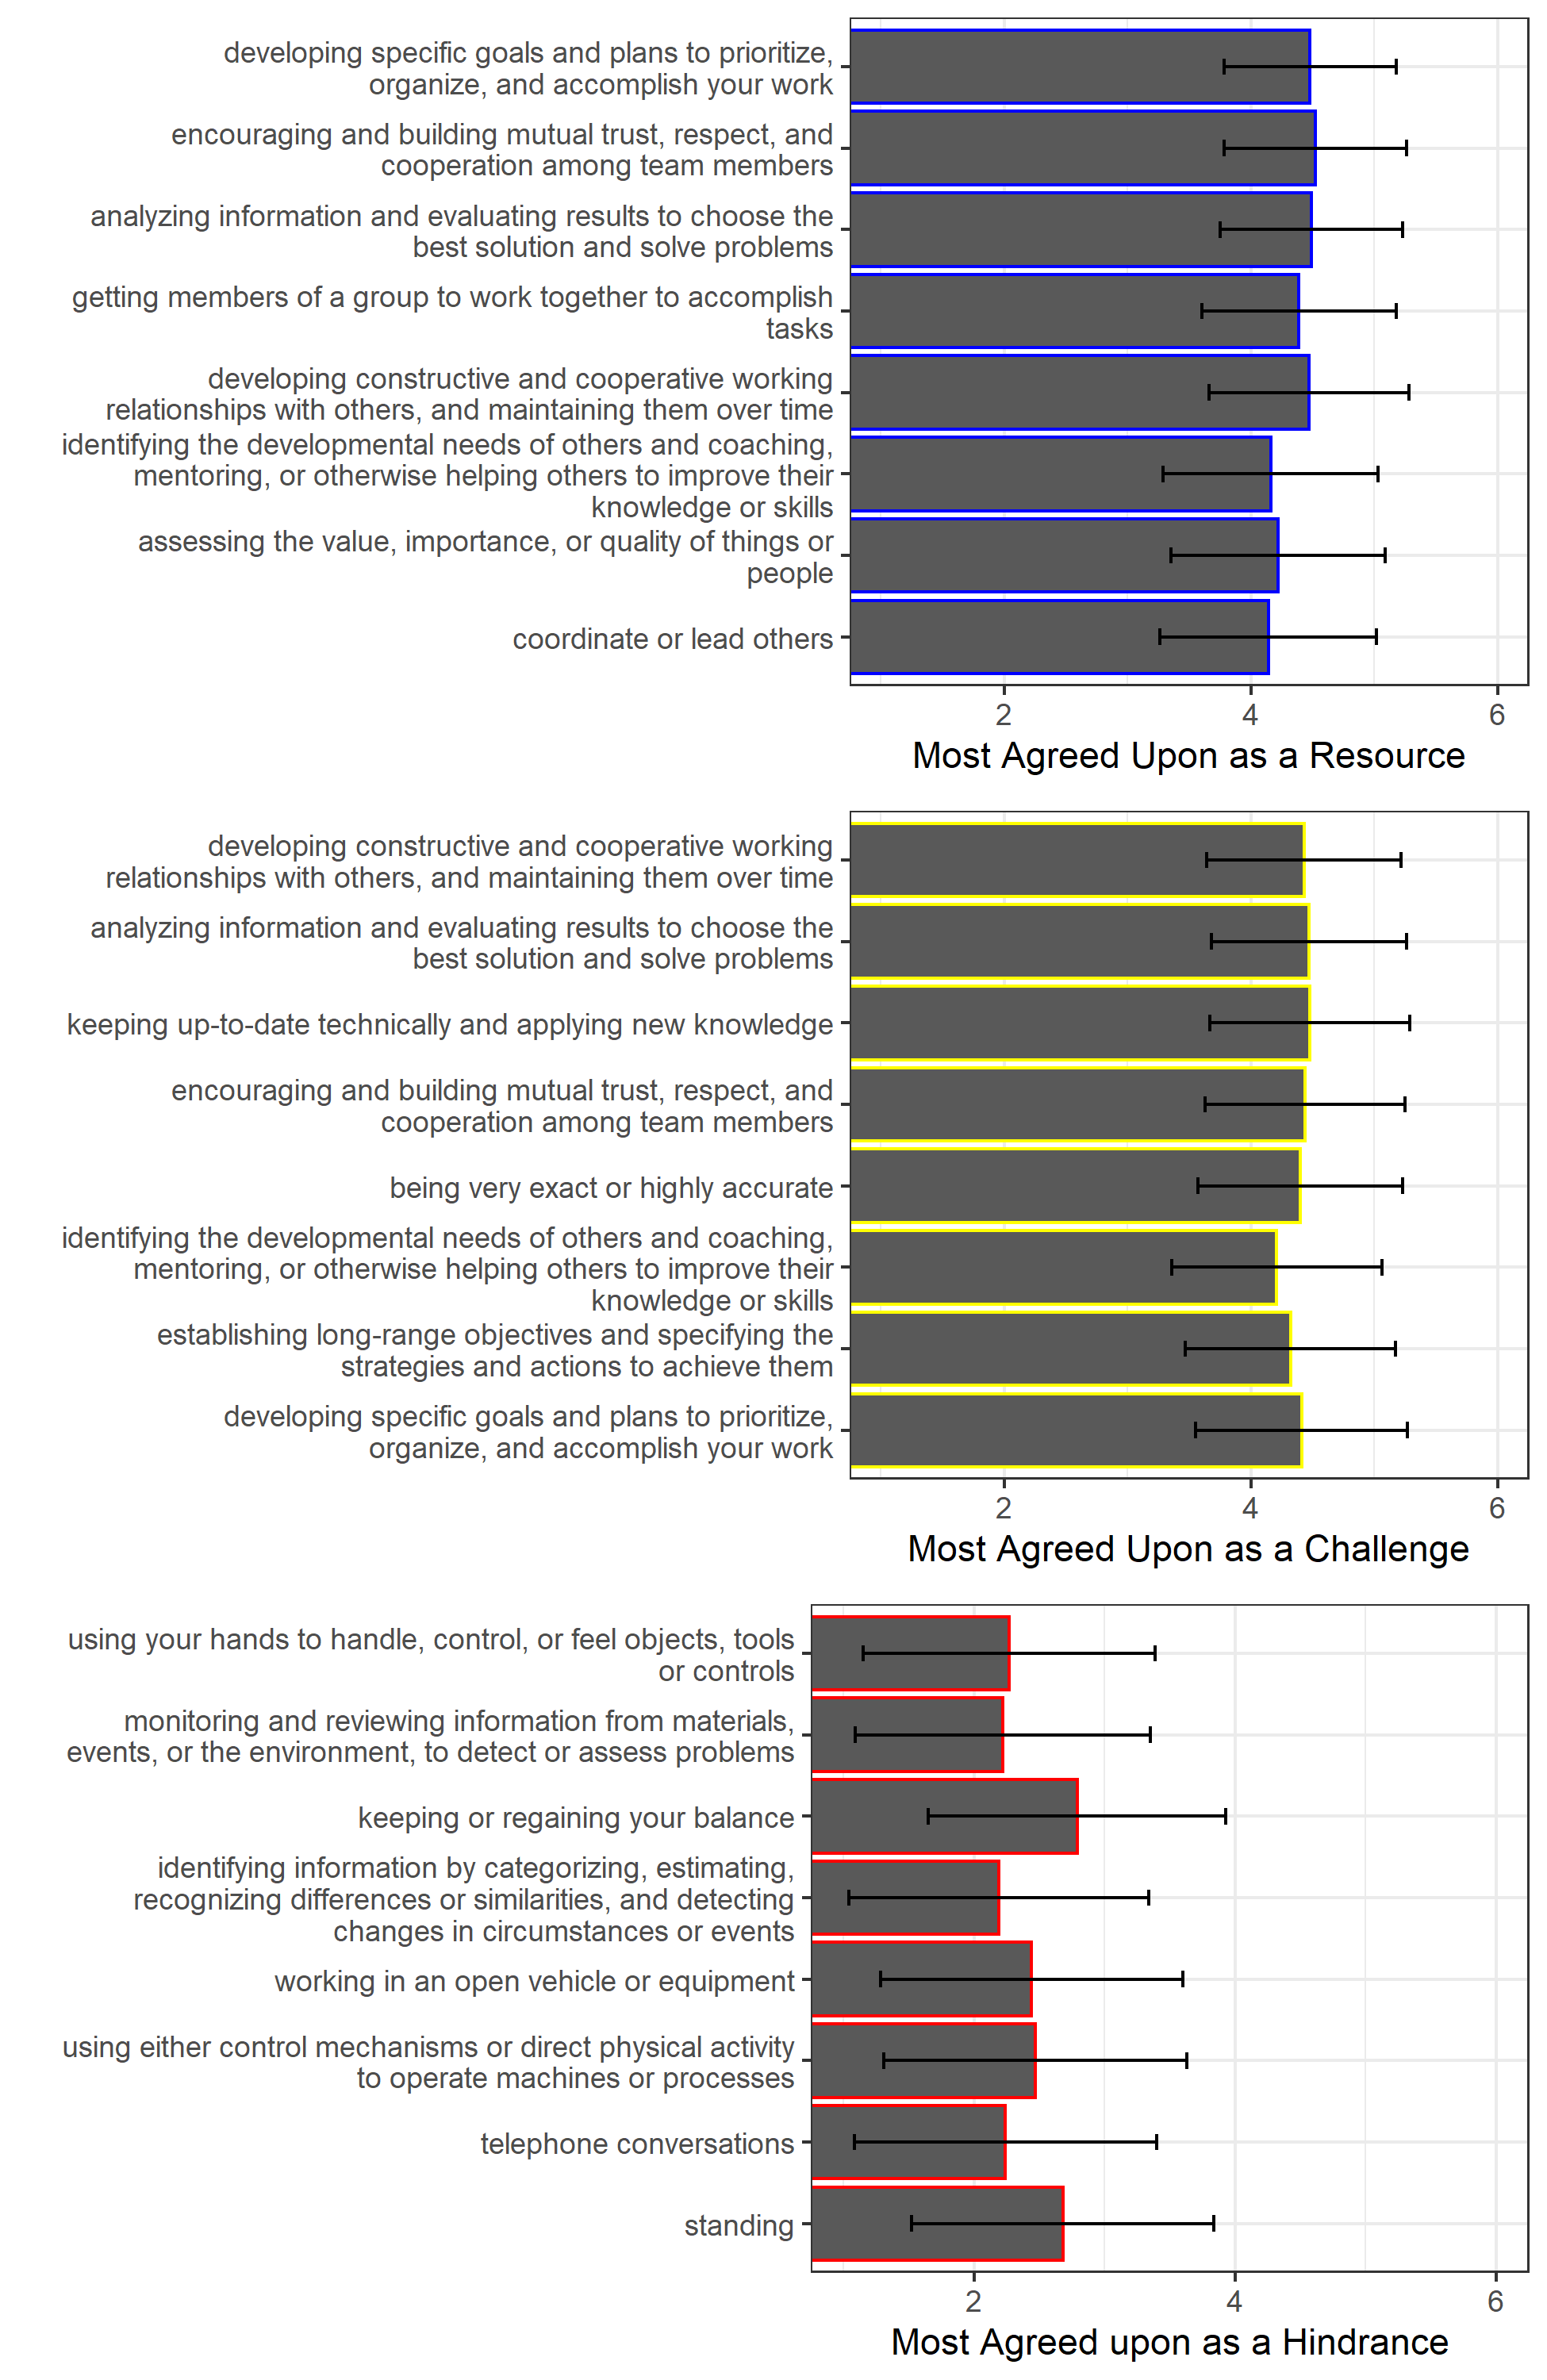 developing specific goals and plans to prioritize,
organize, and accomplish your work
encouraging and building mutual trust, respect, and
cooperation among team members
analyzing information and evaluating results to choose the
best solution and solve problems
getting members of a group to work together to accomplish
tasks
developing constructive and cooperative working
relationships with others, and maintaining them over time
identifying the developmental needs of others and coaching,
mentoring, or otherwise helping others to improve their
knowledge or skills
assessing the value, importance, or quality of things or
people
coordinate or lead others
2 4 6
Most Agreed Upon as a Resource
developing constructive and cooperative working
relationships with others, and maintaining them over time
analyzing information and evaluating results to choose the
best solution and solve problems
keeping up-to-date technically and applying new knowledge
encouraging and building mutual trust, respect, and
cooperation among team members
being very exact or highly accurate
identifying the developmental needs of others and coaching,
mentoring, or otherwise helping others to improve their
knowledge or skills
establishing long-range objectives and specifying the
strategies and actions to achieve them
developing specific goals and plans to prioritize,
organize, and accomplish your work
2 4 6
Most Agreed Upon as a Challenge
using your hands to handle, control, or feel objects, tools
or controls
monitoring and reviewing information from materials,
events, or the environment, to detect or assess problems
keeping or regaining your balance
identifying information by categorizing, estimating,
recognizing differences or similarities, and detecting
changes in circumstances or events
working in an open vehicle or equipment
using either control mechanisms or direct physical activity
to operate machines or processes
telephone conversations
standing
2 4 6
Most Agreed upon as a Hindrance